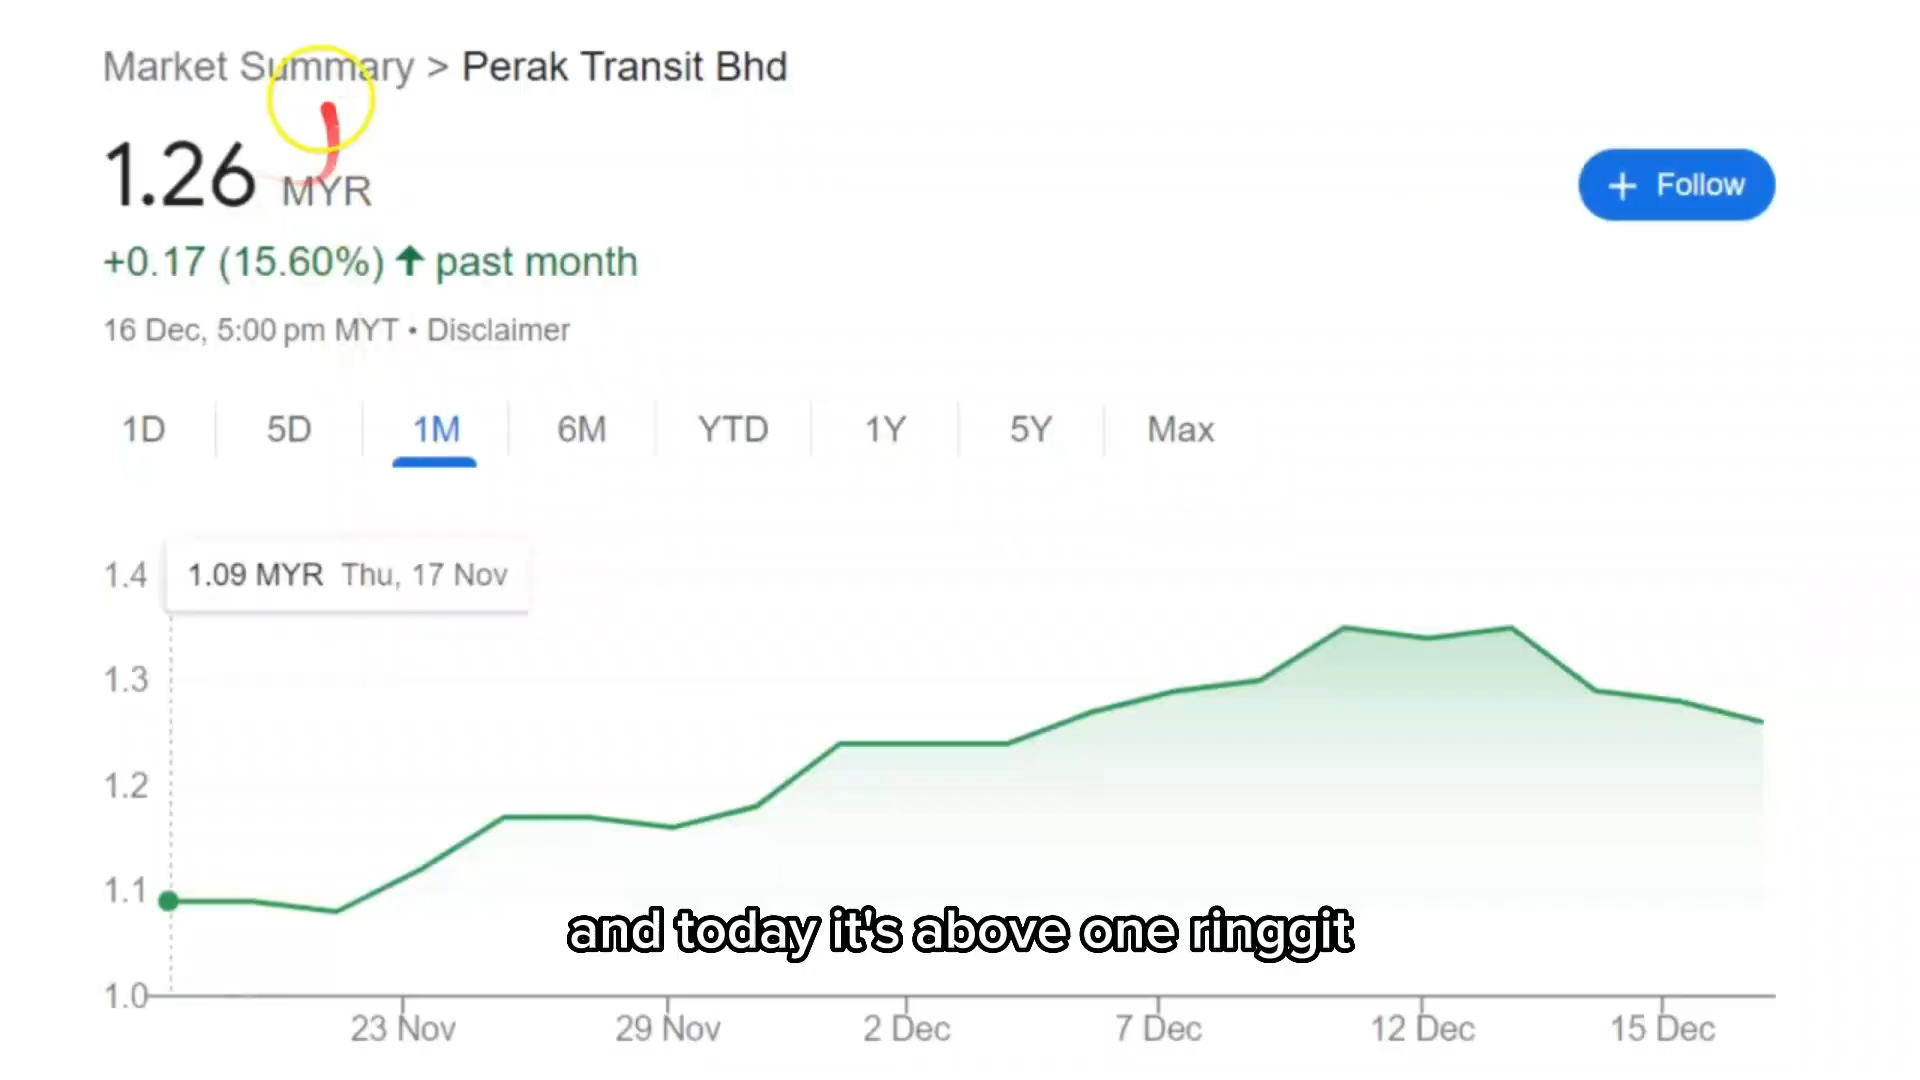 Market Summary > Perak Transit Bhd
1.26 MYR
+ Follow
+0.17 (15.60%) ↑ past month
16 Dec, 5:00 pm MYT • Disclaimer
1D 5D 1M 6M YTD 1Y 5Y Max
1.4
1.09 MYR Thu, 17 Nov
1.3
1.2
1.1
and today it's above one ringgit
1.0
23 Nov 29 Nov 2 Dec 7 Dec 12 Dec 15 Dec